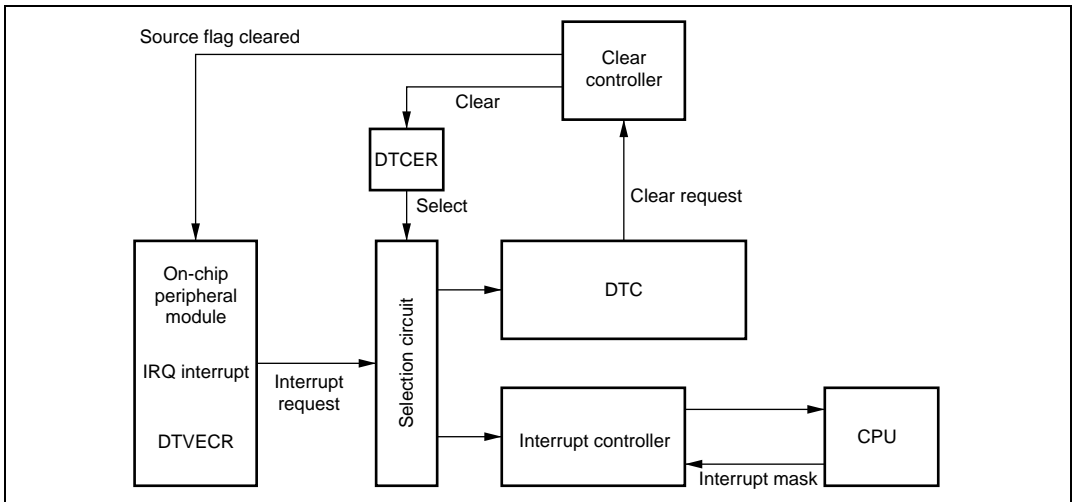 Source flag cleared
Clear
controller
Clear
DTCER
Clear request
Select
On-chip
peripheral
module
DTC
Selection circuit
IRQ interrupt
Interrupt
request
DTVECR
Interrupt controller
CPU
Interrupt mask